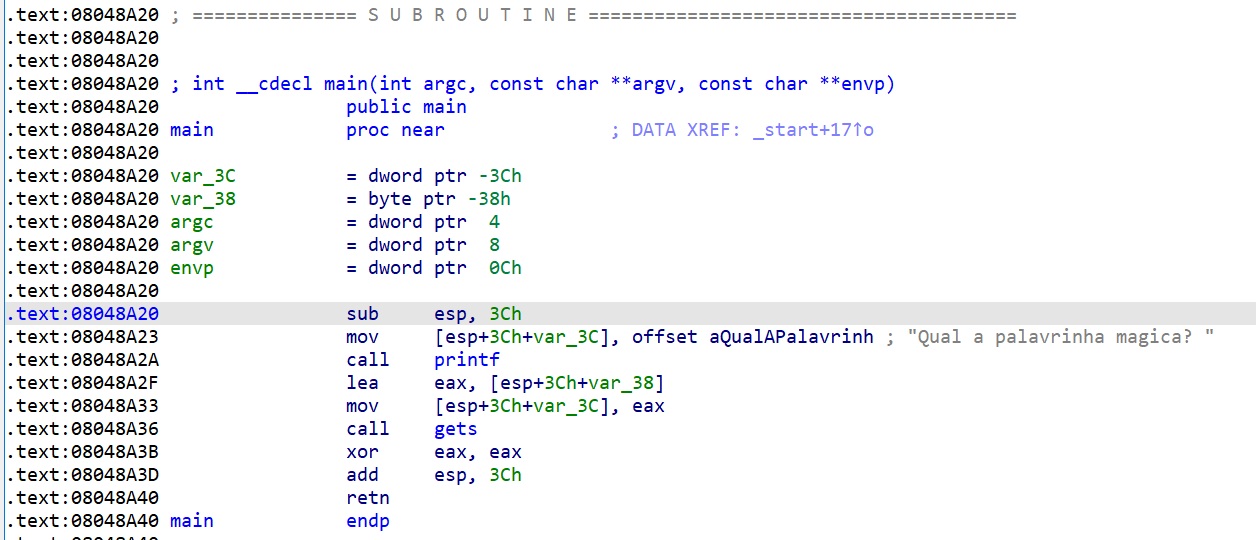 .text:08048A20 ; =============== S U B R O U T I N E =======================================
.text:08048A20
.text:08048A20
.text:08048A20 ; int __cdecl main(int argc, const char **argv, const char **envp)
.text:08048A20 public main
.text:08048A20 main proc near ; DATA XREF: _start+17↑o
.text:08048A20
.text:08048A20 var_3C = dword ptr -3Ch
.text:08048A20 var_38 = byte ptr -38h
.text:08048A20 argc = dword ptr 4
.text:08048A20 argv = dword ptr 8
.text:08048A20 envp = dword ptr 0Ch
.text:08048A20
.text:08048A20 sub esp, 3Ch
.text:08048A23 mov [esp+3Ch+var_3C], offset aQualAPalavrinh ; "Qual a palavrinha magica? "
.text:08048A2A call printf
.text:08048A2F lea eax, [esp+3Ch+var_38]
.text:08048A33 mov [esp+3Ch+var_3C], eax
.text:08048A36 call gets
.text:08048A3B xor eax, eax
.text:08048A3D add esp, 3Ch
.text:08048A40 retn
.text:08048A40 main endp